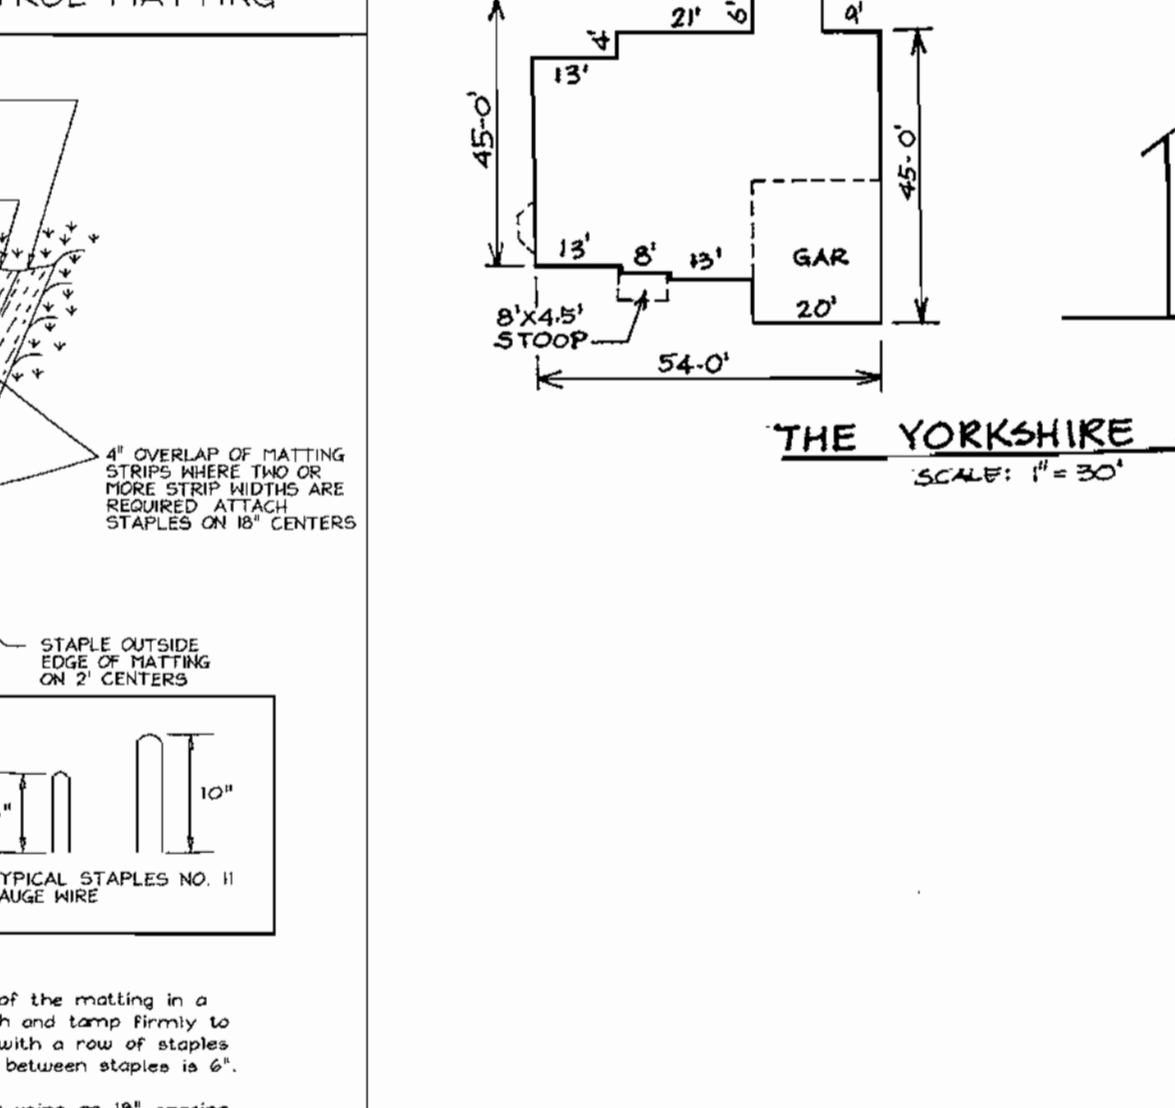 21'
6'
9'
4'
13'
45'-0'
45'-0'
13'
8'
13'
GAR
20'
8'X4.5'
STOOP
54'-0'
THE YORKSHIRE
SCALE: 1"=30'
4" OVERLAP OF MATTING
STRIPS WHERE TWO OR
MORE STRIP WIDTHS ARE
REQUIRED ATTACH
STAPLES ON 18" CENTERS
STAPLE OUTSIDE
EDGE OF MATTING
ON 2' CENTERS
10"
YPICAL STAPLES NO. 11
AUGE WIRE
of the matting in a
h and tamp firmly to
with a row of staples
between staples is 6".